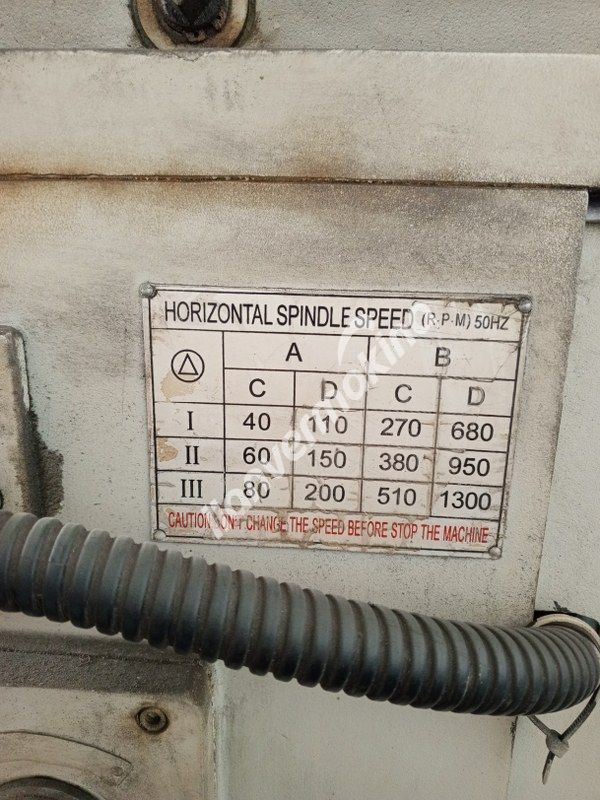 HORIZONTAL SPINDLE SPEED (R·P·M) 50HZ
A B
C D C D
I 40 110 270 680
II 60 150 380 950
III 80 200 510 1300
CAUTION DON'T CHANGE THE SPEED BEFORE STOP THE MACHINE